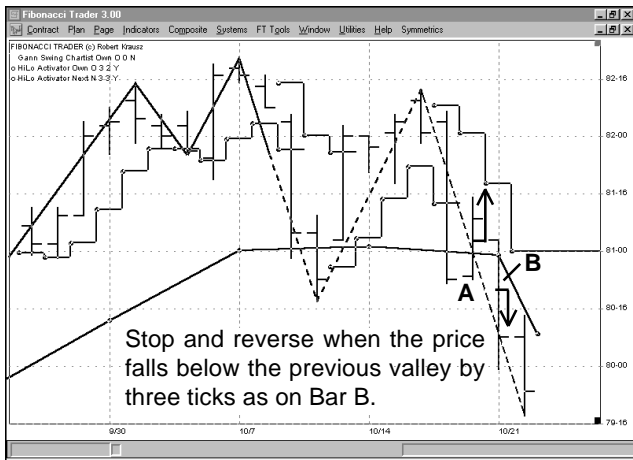 Fibonacci Trader 3.00
Contract Plan Page Indicators Composite Systems FT Tools Window Utilities Help Symmetrics
FIBONACCI TRADER (c) Robert Krausz
Gann Swing Chartist Own O O N
HiLo Activator Own O 3 2 Y
HiLo Activator Next N 3 3 Y
82-16
82-00
81-16
81-00
B
A
80-16
Stop and reverse when the price
falls below the previous valley by
three ticks as on Bar B.
80-00
79-16
9/30 10/7 10/14 10/21